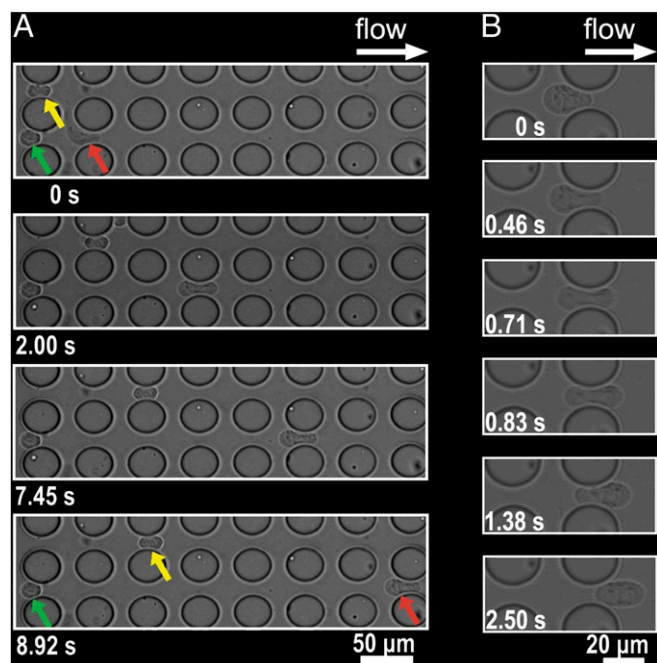 A
flow
0 s
2.00 s
7.45 s
8.92 s
50 µm
B
flow
0 s
0.46 s
0.71 s
0.83 s
1.38 s
2.50 s
20 µm